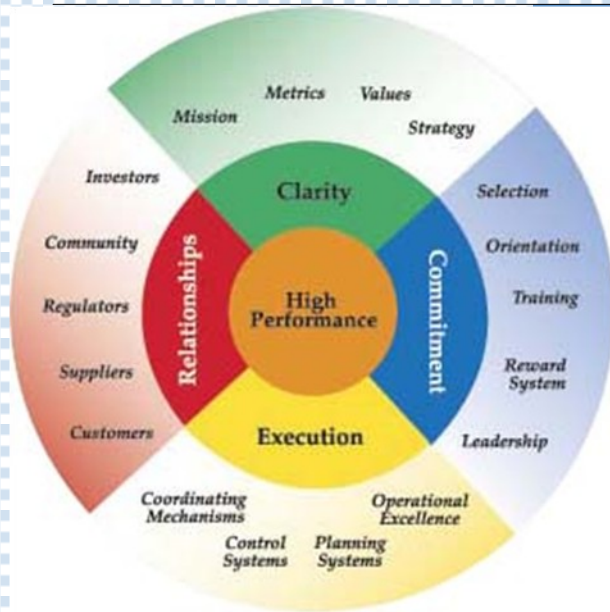 Mission
Metrics
Values
Strategy
Clarity
Investors
Community
Regulators
Suppliers
Customers
Relationships
High
Performance
Commitment
Selection
Orientation
Training
Reward
System
Leadership
Execution
Coordinating
Mechanisms
Control
Systems
Planning
Systems
Operational
Excellence